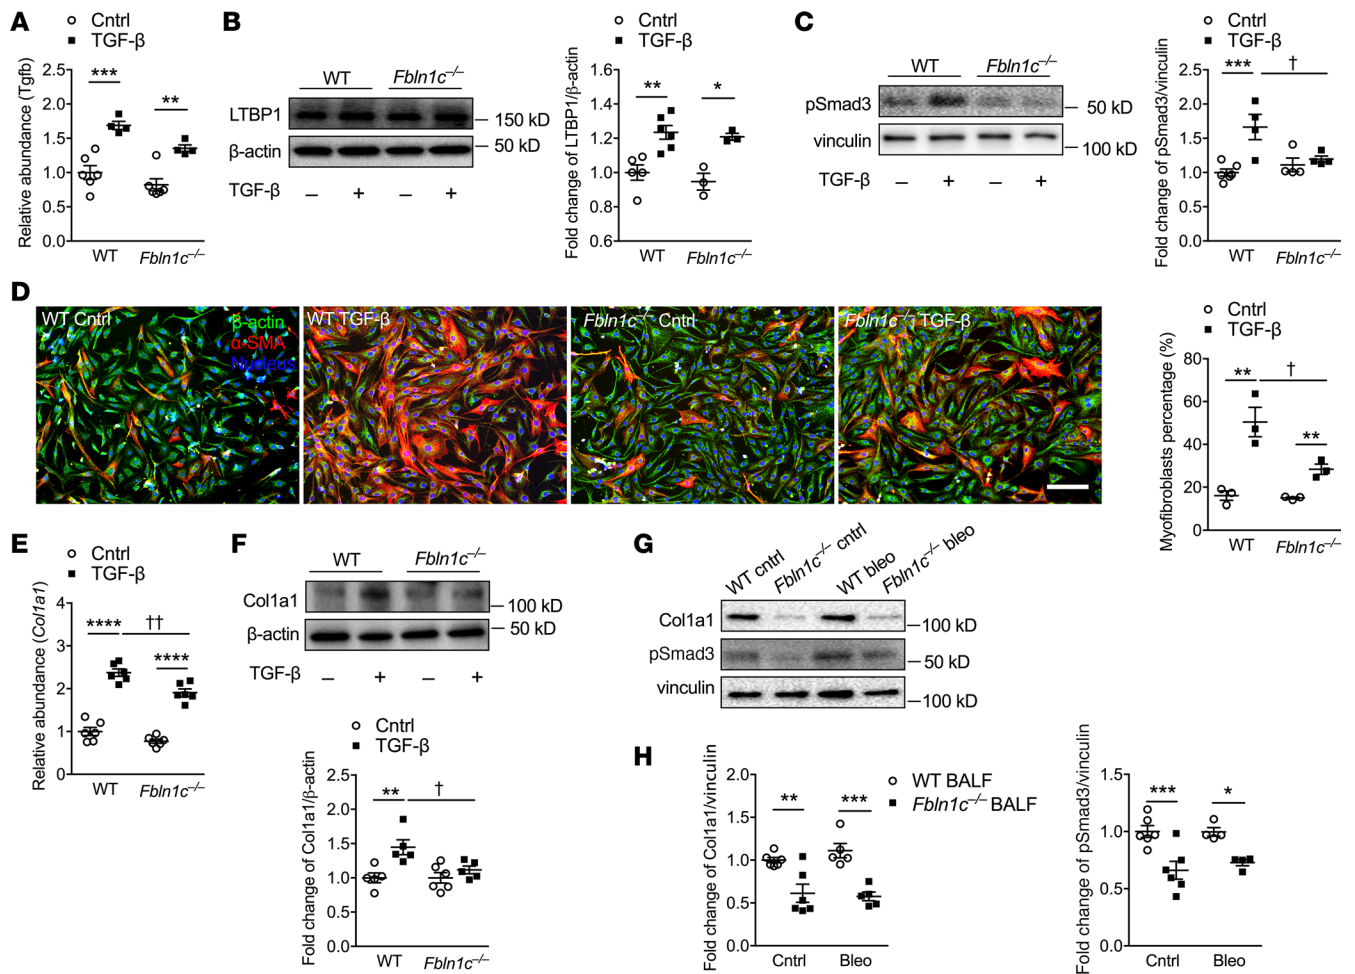 A
Cntrl
TGF-β
Relative abundance (Tgfb)
2.5
2.0
1.5
1.0
0.5
0.0
***
**
WT
Fbln1c–/–
B
WT
Fbln1c–/–
LTBP1
150 kD
β-actin
50 kD
TGF-β
–
+
–
+
Cntrl
TGF-β
Fold change of LTBP1/β-actin
1.6
1.4
1.2
1.0
0.8
0.6
**
*
WT
Fbln1c–/–
C
WT
Fbln1c–/–
pSmad3
50 kD
vinculin
100 kD
TGF-β
–
+
–
+
Cntrl
TGF-β
Fold change of pSmad3/vinculin
2.5
2.0
1.5
1.0
0.5
0.0
***
†
WT
Fbln1c–/–
D
WT Cntrl
β-actin
α-SMA
Nucleus
WT TGF-β
Fbln1c–/– Cntrl
Fbln1c–/– TGF-β
Cntrl
TGF-β
Myofibroblasts percentage (%)
80
60
40
20
0
**
†
**
WT
Fbln1c–/–
E
Cntrl
TGF-β
Relative abundance (Col1a1)
4
3
2
1
0
****
††
****
WT
Fbln1c–/–
F
WT
Fbln1c–/–
Col1a1
100 kD
β-actin
50 kD
TGF-β
–
+
–
+
Cntrl
TGF-β
Fold change of Col1a1/β-actin
2.5
2.0
1.5
1.0
0.5
0.0
**
†
WT
Fbln1c–/–
G
WT cntrl
Fbln1c–/– cntrl
WT bleo
Fbln1c–/– bleo
Col1a1
100 kD
pSmad3
50 kD
vinculin
100 kD
H
Fold change of Col1a1/vinculin
2.0
1.5
1.0
0.5
0.0
**
***
Cntrl
Bleo
WT BALF
Fbln1c–/– BALF
Fold change of pSmad3/vinculin
1.5
1.0
0.5
0.0
***
*
Cntrl
Bleo